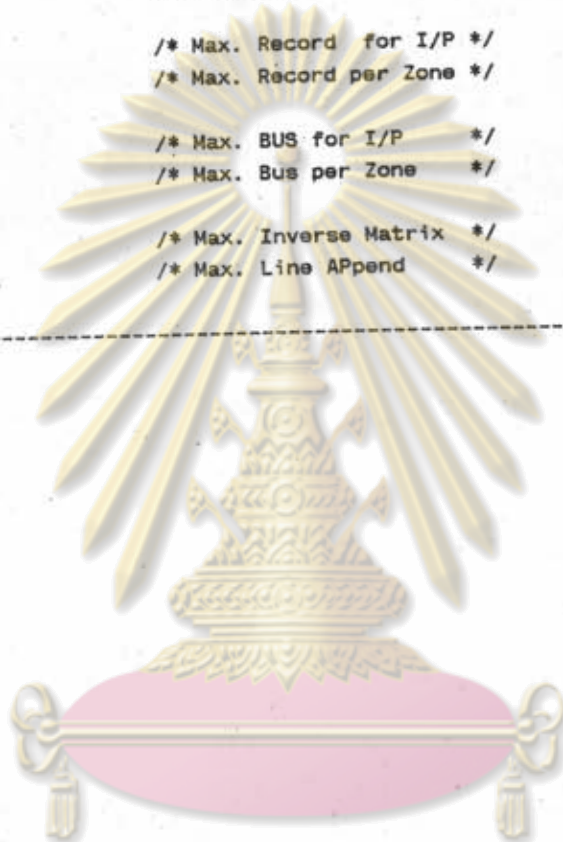 /* Max. Record  for I/P */
/* Max. Record per Zone */
/* Max. BUS for I/P     */
/* Max. Bus per Zone    */
/* Max. Inverse Matrix  */
/* Max. Line APpend     */